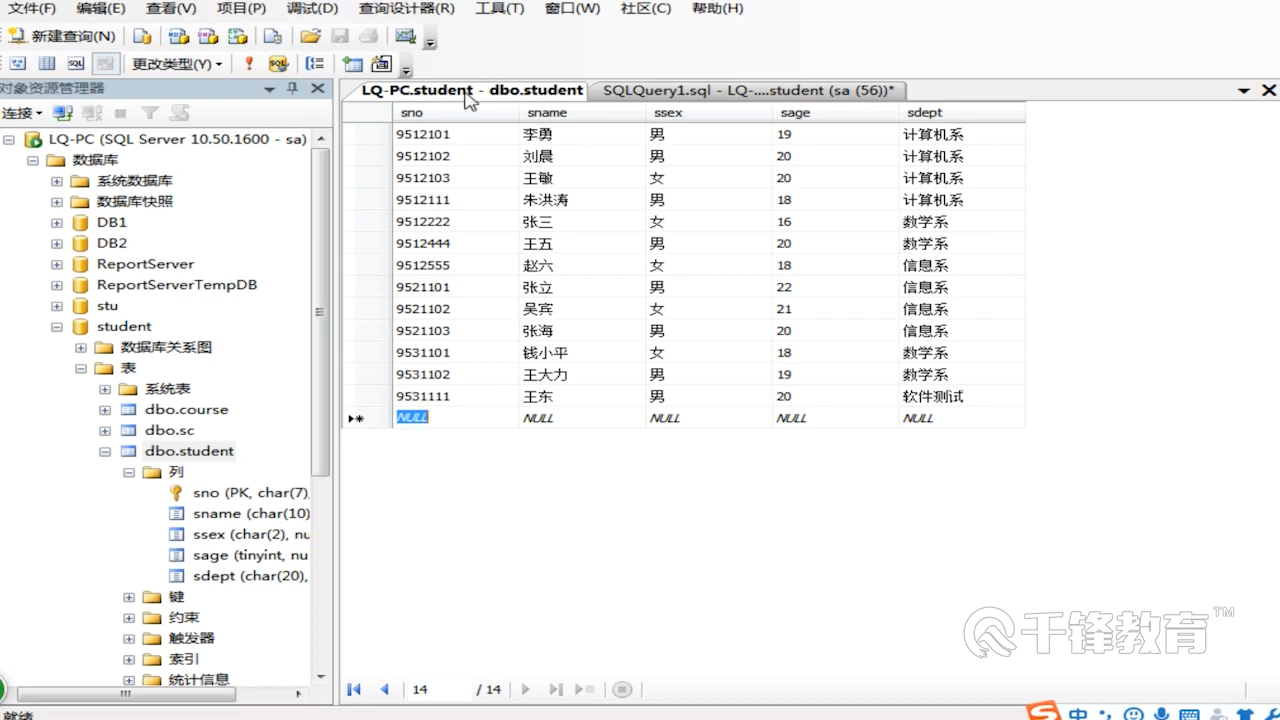 文件(F) 编辑(E) 查看(V) 项目(P) 调试(D) 查询设计器(R) 工具(T) 窗口(W) 社区(C) 帮助(H)
新建查询(N)
更改类型(Y)
对象资源管理器
连接
LQ-PC (SQL Server 10.50.1600 - sa)
数据库
系统数据库
数据库快照
DB1
DB2
ReportServer
ReportServerTempDB
stu
student
数据库关系图
表
系统表
dbo.course
dbo.sc
dbo.student
列
sno (PK, char(7),
sname (char(10)
ssex (char(2), nu
sage (tinyint, nu
sdept (char(20),
键
约束
触发器
索引
统计信息
LQ-PC.student - dbo.student SQLQuery1.sql - LQ-....student (sa (56))*
sno sname ssex sage sdept
9512101 李勇 男 19 计算机系
9512102 刘晨 男 20 计算机系
9512103 王敏 女 20 计算机系
9512111 朱洪涛 男 18 计算机系
9512222 张三 女 16 数学系
9512444 王五 男 20 数学系
9512555 赵六 女 18 信息系
9521101 张立 男 22 信息系
9521102 吴宾 女 21 信息系
9521103 张海 男 20 信息系
9531101 钱小平 女 18 数学系
9531102 王大力 男 19 数学系
9531111 王东 男 20 软件测试
NULL NULL NULL NULL NULL
14 / 14
千锋教育 TM
就绪
中